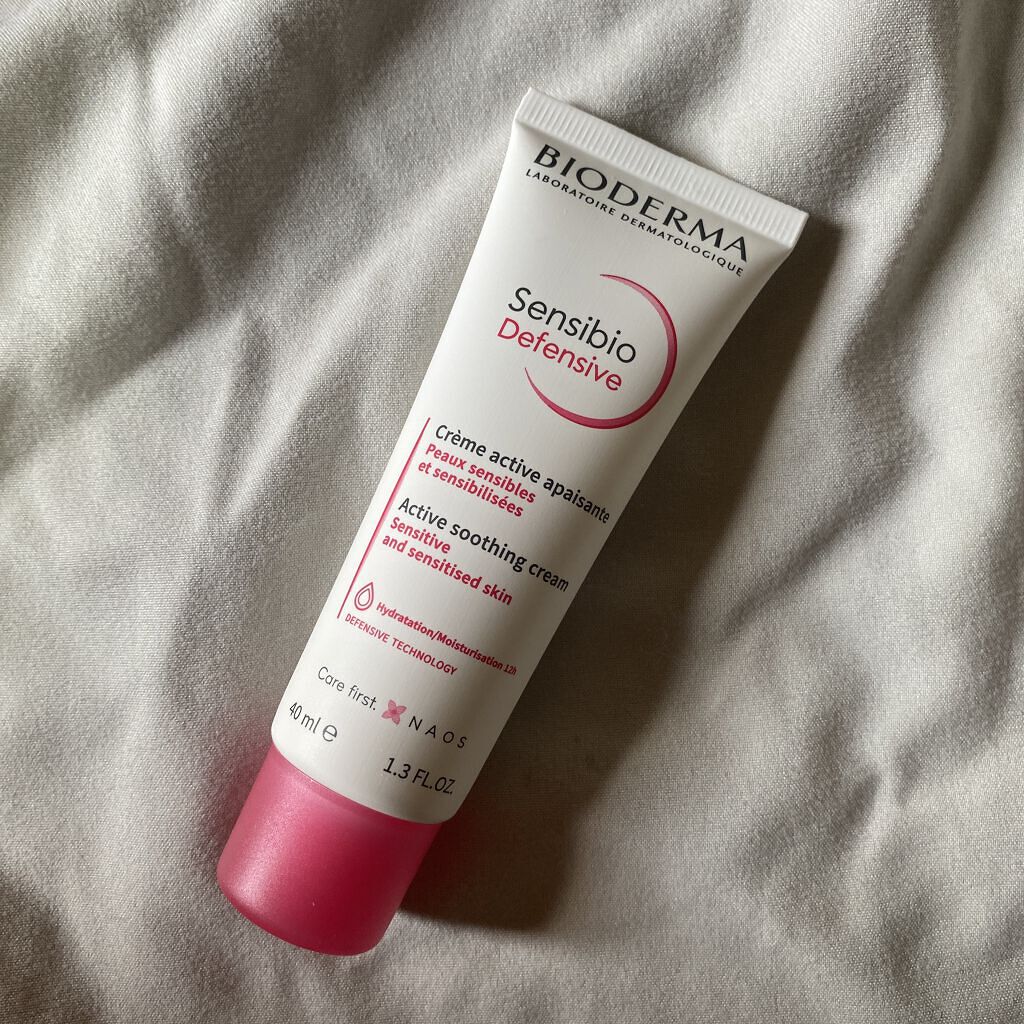 BIODERMA
LABORATOIRE DERMATOLOGIQUE
Sensibio
Defensive
Crème active apaisante
Peaux sensibles
et sensibilisées
Active soothing cream
Sensitive
and sensitised skin
Hydratation/Moisturisation 12h
DEFENSIVE TECHNOLOGY
Care first. NAOS
40 ml ℮
1.3 FL.OZ.